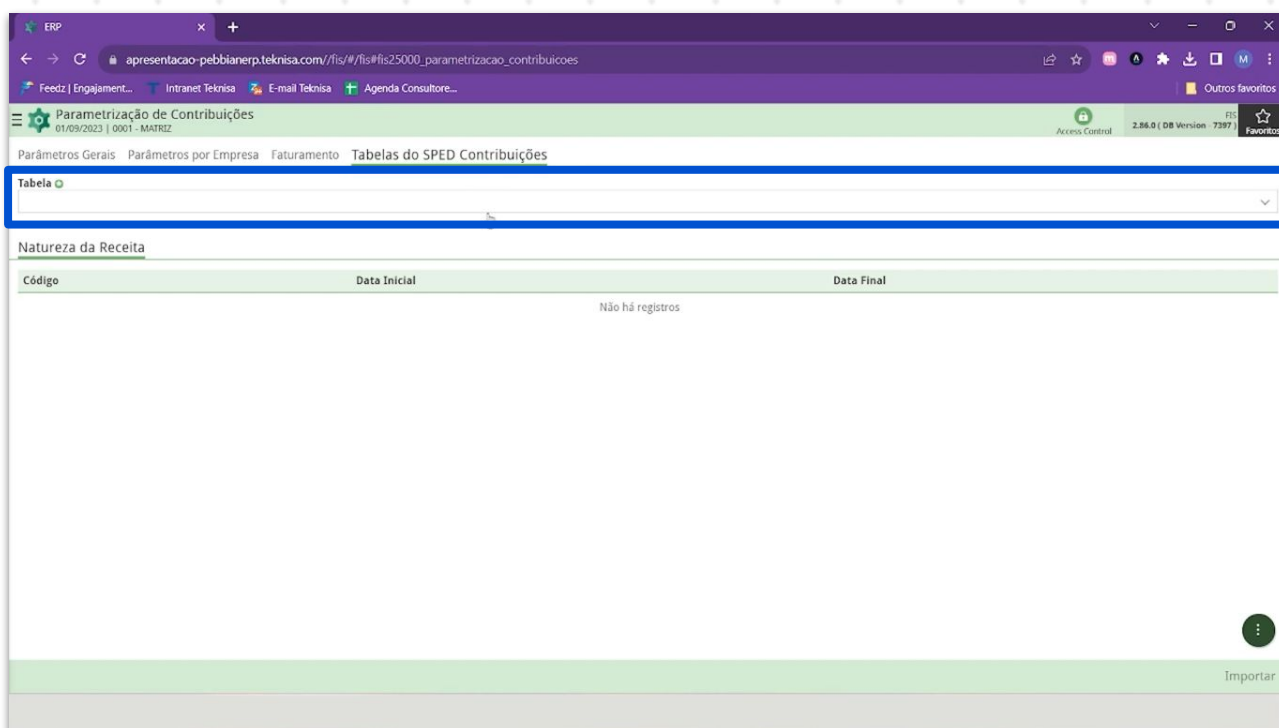 ERP
apresentacao-pebbianerp.teknisa.com//fis/#/fis#fis25000_parametrizacao_contribuicoes
M
Feedz | Engajament... Intranet Teknisa E-mail Teknisa Agenda Consultore... Outros favoritos
Parametrização de Contribuições
01/09/2023 | 0001 - MATRIZ
Access Control
FIS
2.86.0 ( DB Version - 7397 )
Favoritos
Parâmetros Gerais Parâmetros por Empresa Faturamento Tabelas do SPED Contribuições
Tabela
Natureza da Receita
Código Data Inicial Data Final
Não há registros
Importar